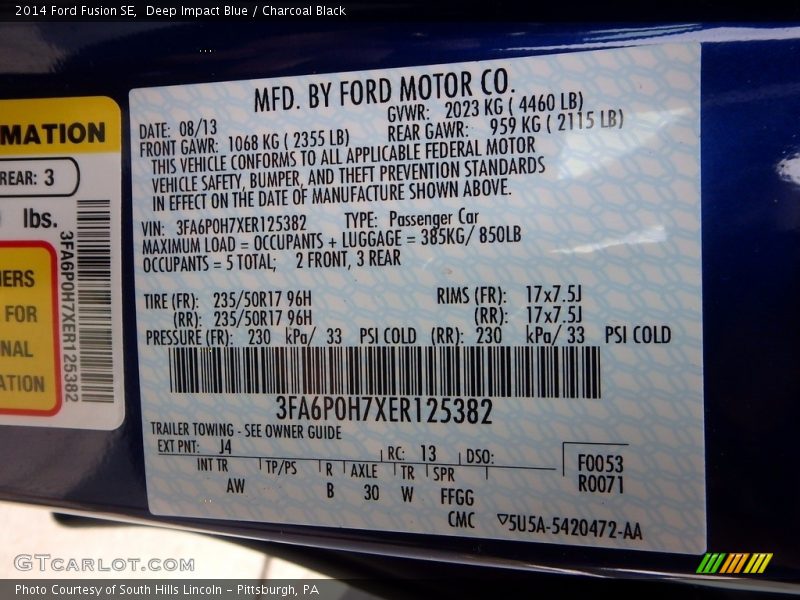 2014 Ford Fusion SE,  Deep Impact Blue / Charcoal Black
MATION
REAR: 3
lbs.
3FA6P0H7XER125382
ERS
FOR
NAL
ATION
MFD. BY FORD MOTOR CO.
DATE: 08/13 GVWR: 2023 KG ( 4460 LB)
FRONT GAWR: 1068 KG ( 2355 LB) REAR GAWR: 959 KG ( 2115 LB)
THIS VEHICLE CONFORMS TO ALL APPLICABLE FEDERAL MOTOR
VEHICLE SAFETY, BUMPER, AND THEFT PREVENTION STANDARDS
IN EFFECT ON THE DATE OF MANUFACTURE SHOWN ABOVE.
VIN: 3FA6P0H7XER125382 TYPE: Passenger Car
MAXIMUM LOAD = OCCUPANTS + LUGGAGE = 385KG/ 850LB
OCCUPANTS = 5 TOTAL; 2 FRONT, 3 REAR
TIRE (FR): 235/50R17 96H RIMS (FR): 17x7.5J
(RR): 235/50R17 96H (RR): 17x7.5J
PRESSURE (FR): 230 kPa/ 33 PSI COLD (RR): 230 kPa/ 33 PSI COLD
3FA6P0H7XER125382
TRAILER TOWING - SEE OWNER GUIDE
EXT PNT: J4 RC: 13 DSO:
INT TR TP/PS R AXLE TR SPR
AW B 30 W FFGG
F0053
R0071
CMC ▽5U5A-5420472-AA
GTCARLOT.COM
Photo Courtesy of South Hills Lincoln - Pittsburgh, PA